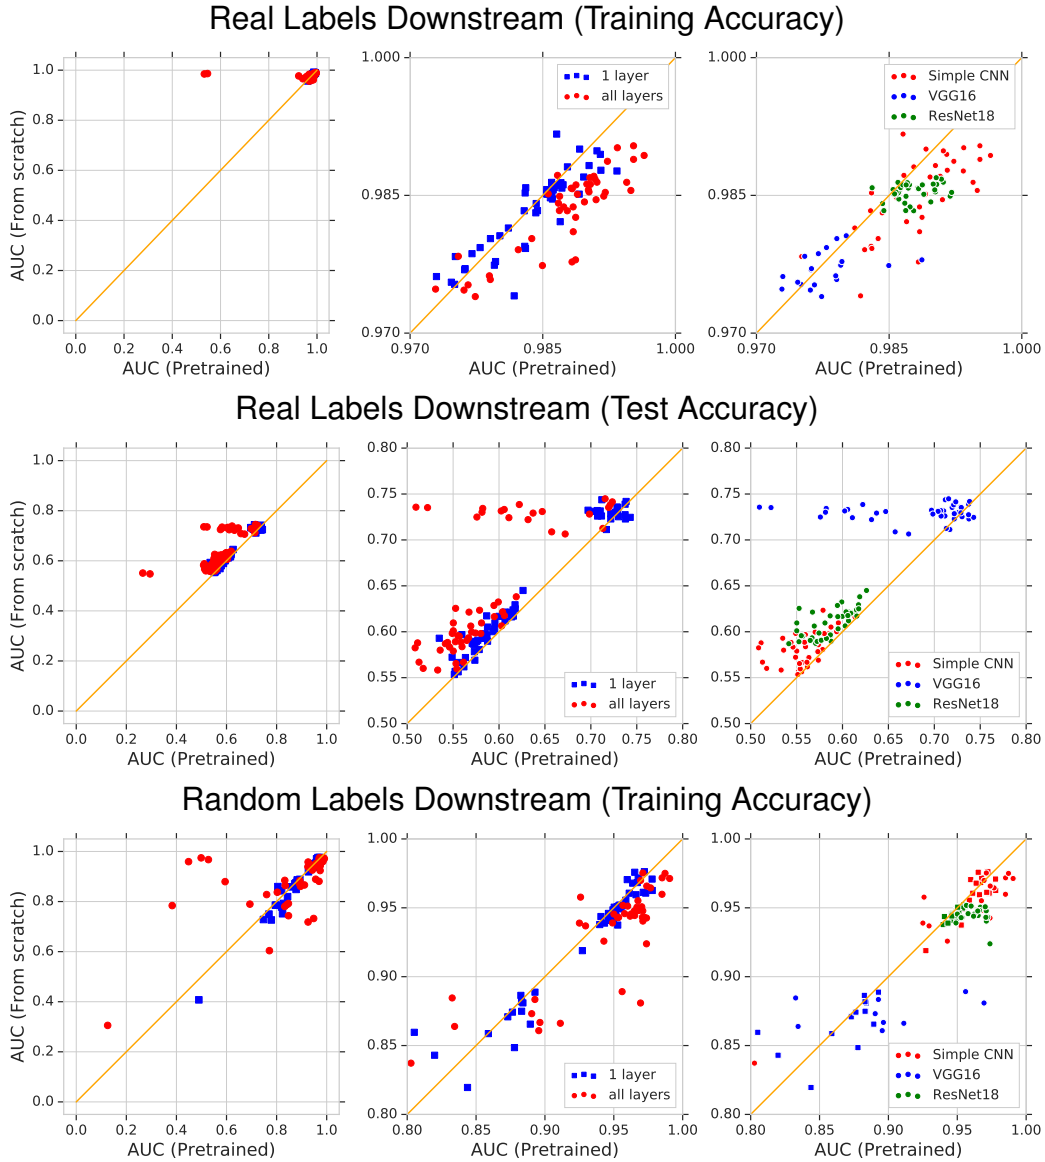 Real Labels Downstream (Training Accuracy)
AUC (From scratch)
1.0
0.8
0.6
0.4
0.2
0.0
0.0 0.2 0.4 0.6 0.8 1.0
AUC (Pretrained)
1.000
0.985
0.970
1 layer
all layers
0.970 0.985 1.000
AUC (Pretrained)
1.000
0.985
0.970
Simple CNN
VGG16
ResNet18
0.970 0.985 1.000
AUC (Pretrained)
Real Labels Downstream (Test Accuracy)
AUC (From scratch)
1.0
0.8
0.6
0.4
0.2
0.0
0.0 0.2 0.4 0.6 0.8 1.0
AUC (Pretrained)
0.80
0.75
0.70
0.65
0.60
0.55
0.50
1 layer
all layers
0.50 0.55 0.60 0.65 0.70 0.75 0.80
AUC (Pretrained)
0.80
0.75
0.70
0.65
0.60
0.55
0.50
Simple CNN
VGG16
ResNet18
0.50 0.55 0.60 0.65 0.70 0.75 0.80
AUC (Pretrained)
Random Labels Downstream (Training Accuracy)
AUC (From scratch)
1.0
0.8
0.6
0.4
0.2
0.0
0.0 0.2 0.4 0.6 0.8 1.0
AUC (Pretrained)
1.00
0.95
0.90
0.85
0.80
1 layer
all layers
0.80 0.85 0.90 0.95 1.00
AUC (Pretrained)
1.00
0.95
0.90
0.85
0.80
Simple CNN
VGG16
ResNet18
0.80 0.85 0.90 0.95 1.00
AUC (Pretrained)